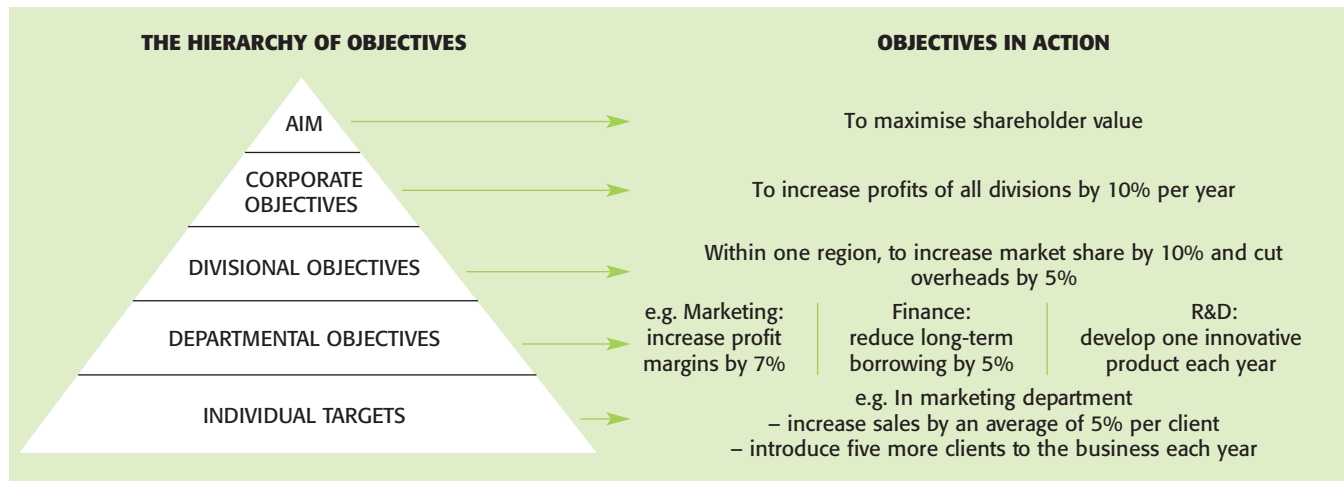 THE HIERARCHY OF OBJECTIVES
OBJECTIVES IN ACTION
AIM
To maximise shareholder value
CORPORATE
OBJECTIVES
To increase profits of all divisions by 10% per year
DIVISIONAL OBJECTIVES
Within one region, to increase market share by 10% and cut
overheads by 5%
DEPARTMENTAL OBJECTIVES
e.g. Marketing:
increase profit
margins by 7%
Finance:
reduce long-term
borrowing by 5%
R&D:
develop one innovative
product each year
INDIVIDUAL TARGETS
e.g. In marketing department
– increase sales by an average of 5% per client
– introduce five more clients to the business each year